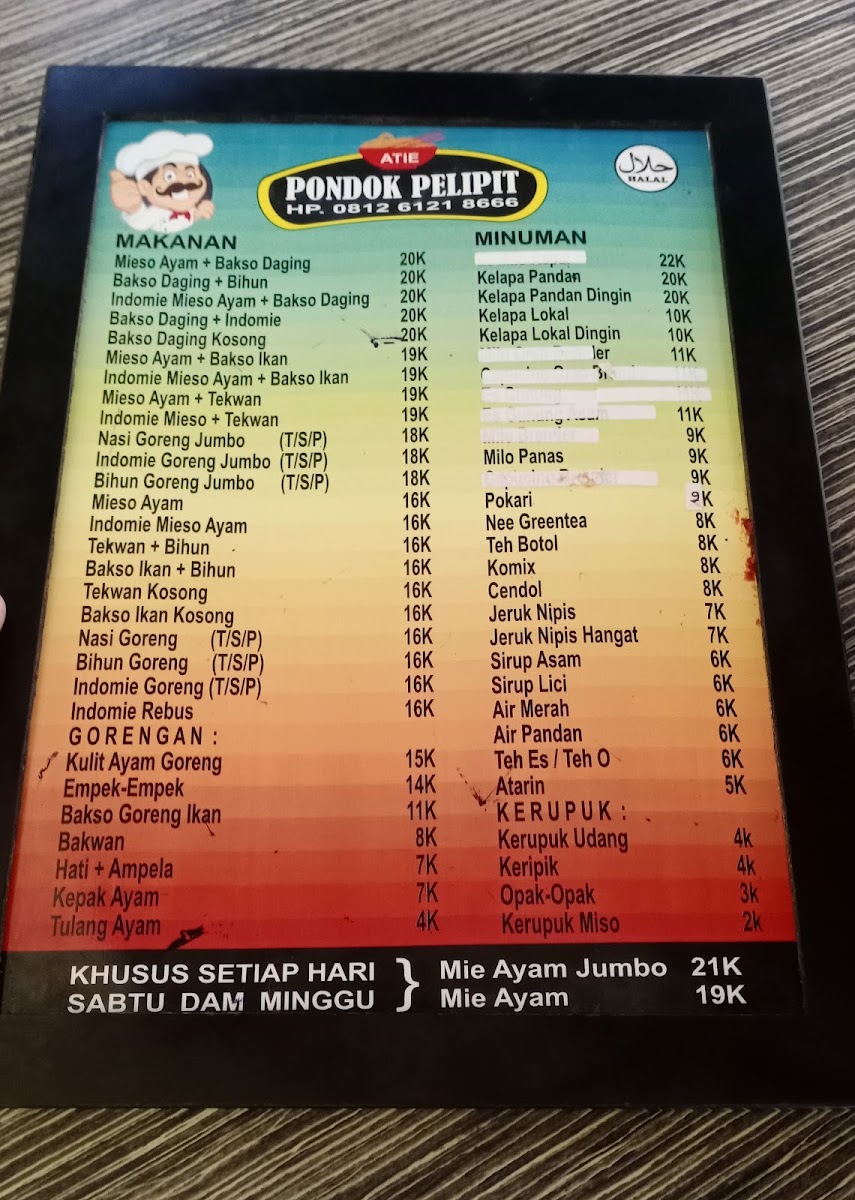 ATIE
PONDOK PELIPIT
HP. 0812 6121 8666
حلال
HALAL
MAKANAN
Mieso Ayam + Bakso Daging 20K
Bakso Daging + Bihun 20K
Indomie Mieso Ayam + Bakso Daging 20K
Bakso Daging + Indomie 20K
Bakso Daging Kosong 20K
Mieso Ayam + Bakso Ikan 19K
Indomie Mieso Ayam + Bakso Ikan 19K
Mieso Ayam + Tekwan 19K
Indomie Mieso + Tekwan 19K
Nasi Goreng Jumbo (T/S/P) 18K
Indomie Goreng Jumbo (T/S/P) 18K
Bihun Goreng Jumbo (T/S/P) 18K
Mieso Ayam 16K
Indomie Mieso Ayam 16K
Tekwan + Bihun 16K
Bakso Ikan + Bihun 16K
Tekwan Kosong 16K
Bakso Ikan Kosong 16K
Nasi Goreng (T/S/P) 16K
Bihun Goreng (T/S/P) 16K
Indomie Goreng (T/S/P) 16K
Indomie Rebus 16K
GORENGAN :
Kulit Ayam Goreng 15K
Empek-Empek 14K
Bakso Goreng Ikan 11K
Bakwan 8K
Hati + Ampela 7K
Kepak Ayam 7K
Tulang Ayam 4K
MINUMAN
22K
Kelapa Pandan 20K
Kelapa Pandan Dingin 20K
Kelapa Lokal 10K
Kelapa Lokal Dingin 10K
11K
11K
9K
Milo Panas 9K
9K
Pokari 9K
Nee Greentea 8K
Teh Botol 8K
Komix 8K
Cendol 8K
Jeruk Nipis 7K
Jeruk Nipis Hangat 7K
Sirup Asam 6K
Sirup Lici 6K
Air Merah 6K
Air Pandan 6K
Teh Es / Teh O 6K
Atarin 5K
KERUPUK :
Kerupuk Udang 4k
Keripik 4k
Opak-Opak 3k
Kerupuk Miso 2k
KHUSUS SETIAP HARI
SABTU DAM MINGGU
Mie Ayam Jumbo 21K
Mie Ayam 19K